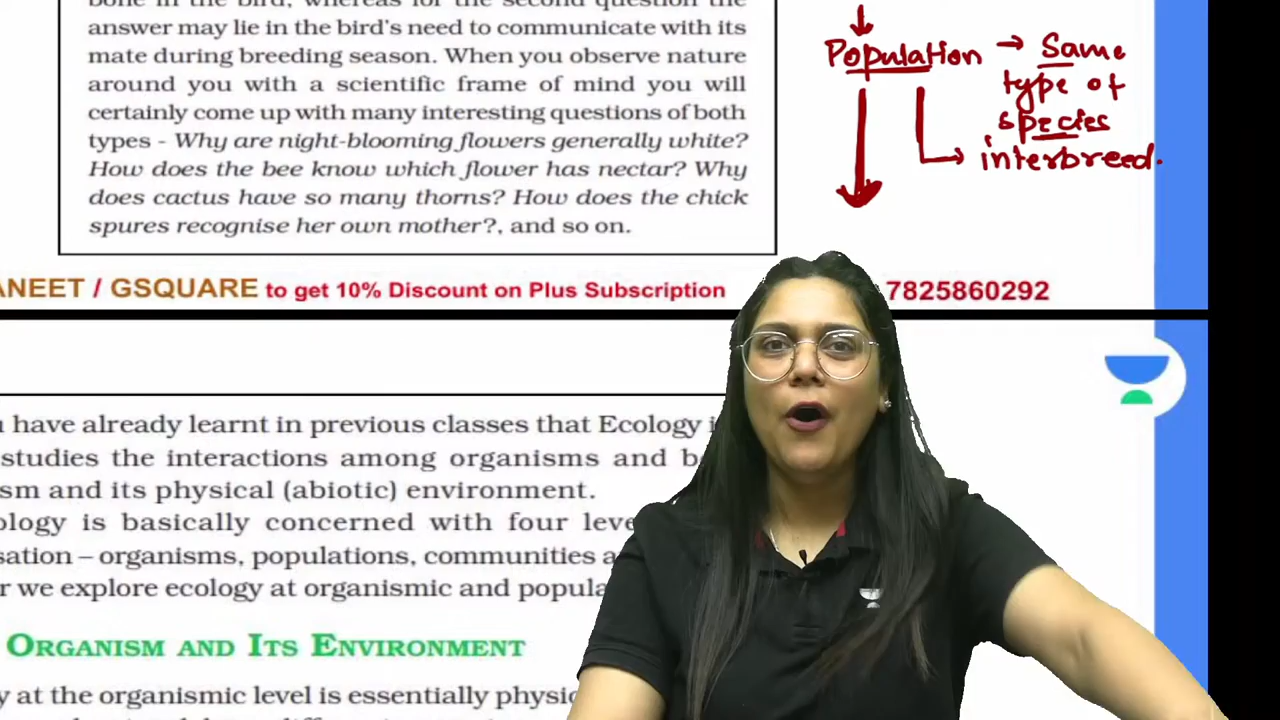 bone in the bird, whereas for the second question the
answer may lie in the bird's need to communicate with its
mate during breeding season. When you observe nature
around you with a scientific frame of mind you will
certainly come up with many interesting questions of both
types - Why are night-blooming flowers generally white?
How does the bee know which flower has nectar? Why
does cactus have so many thorns? How does the chick
spures recognise her own mother?, and so on.
Population → Same
type of
species
interbreed.
ANEET / GSQUARE to get 10% Discount on Plus Subscription
7825860292
have already learnt in previous classes that Ecology
studies the interactions among organisms and
sm and its physical (abiotic) environment.
ology is basically concerned with four leve
sation – organisms, populations, communities a
r we explore ecology at organismic and popula
ORGANISM AND ITS ENVIRONMENT
y at the organismic level is essentially physi